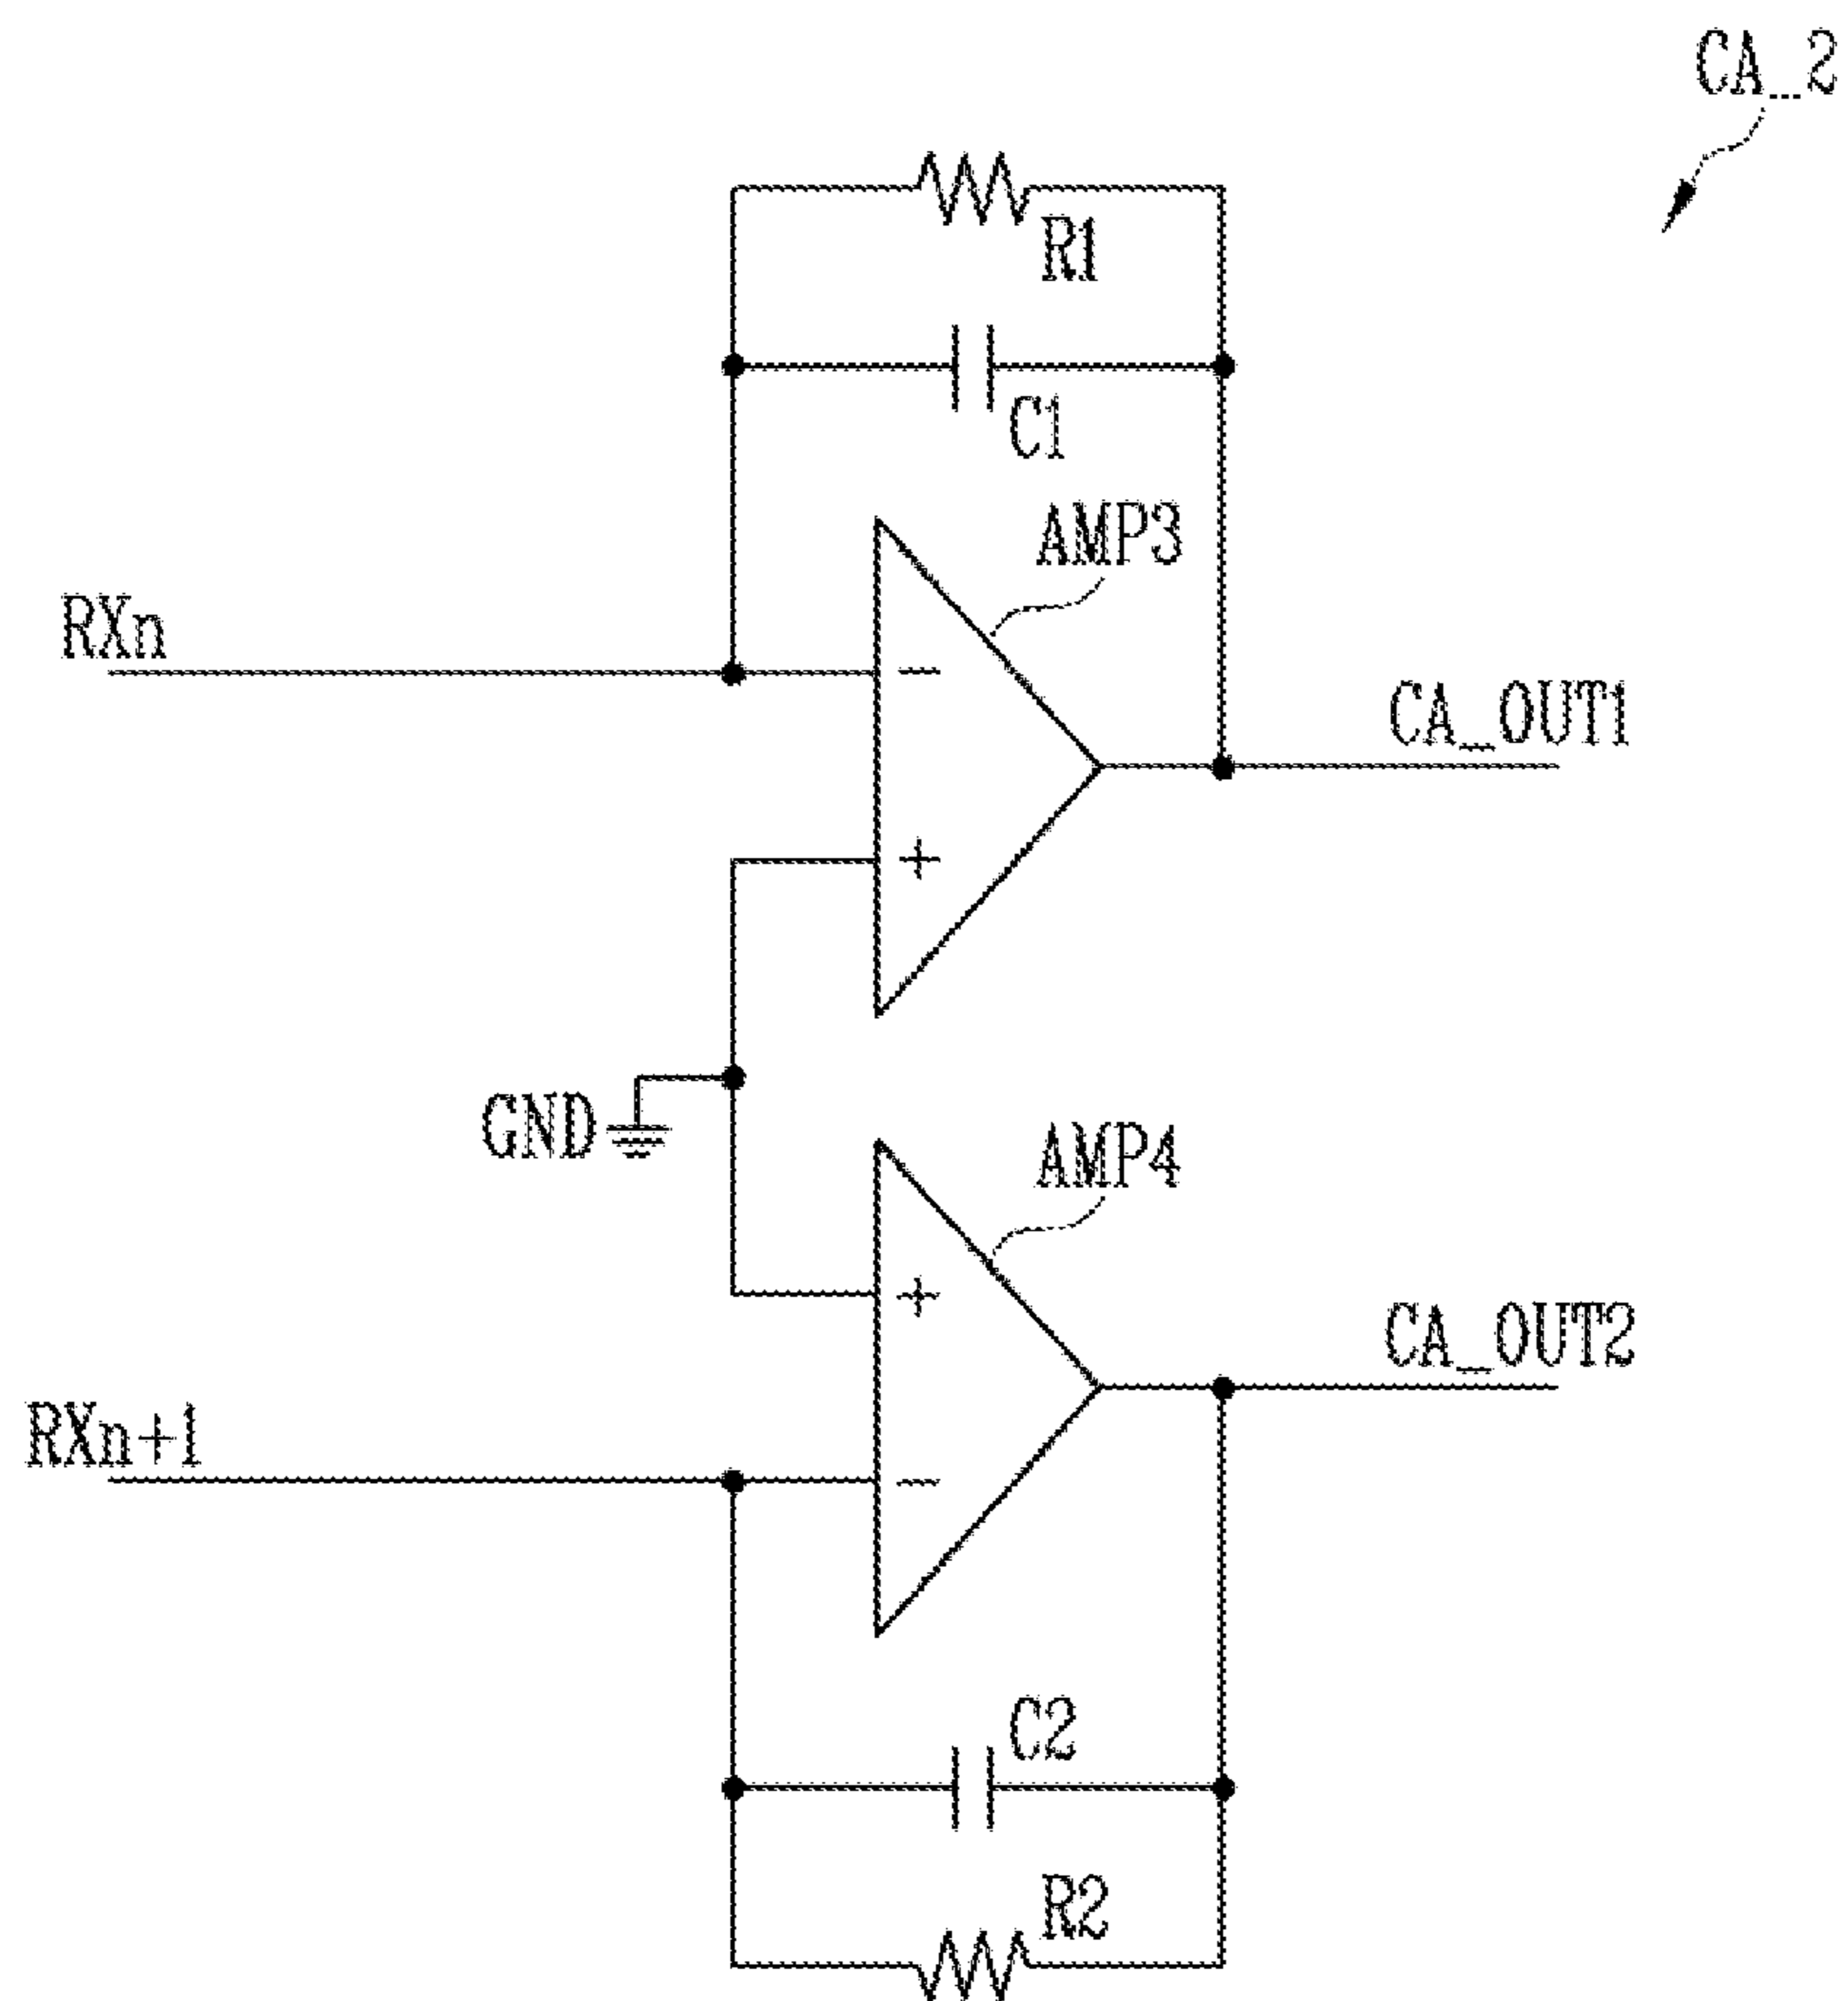 CA_2
R1
C1
AMP3
RXn
−
CA_OUT1
+
GND
AMP4
+
CA_OUT2
RXn+1
−
C2
R2